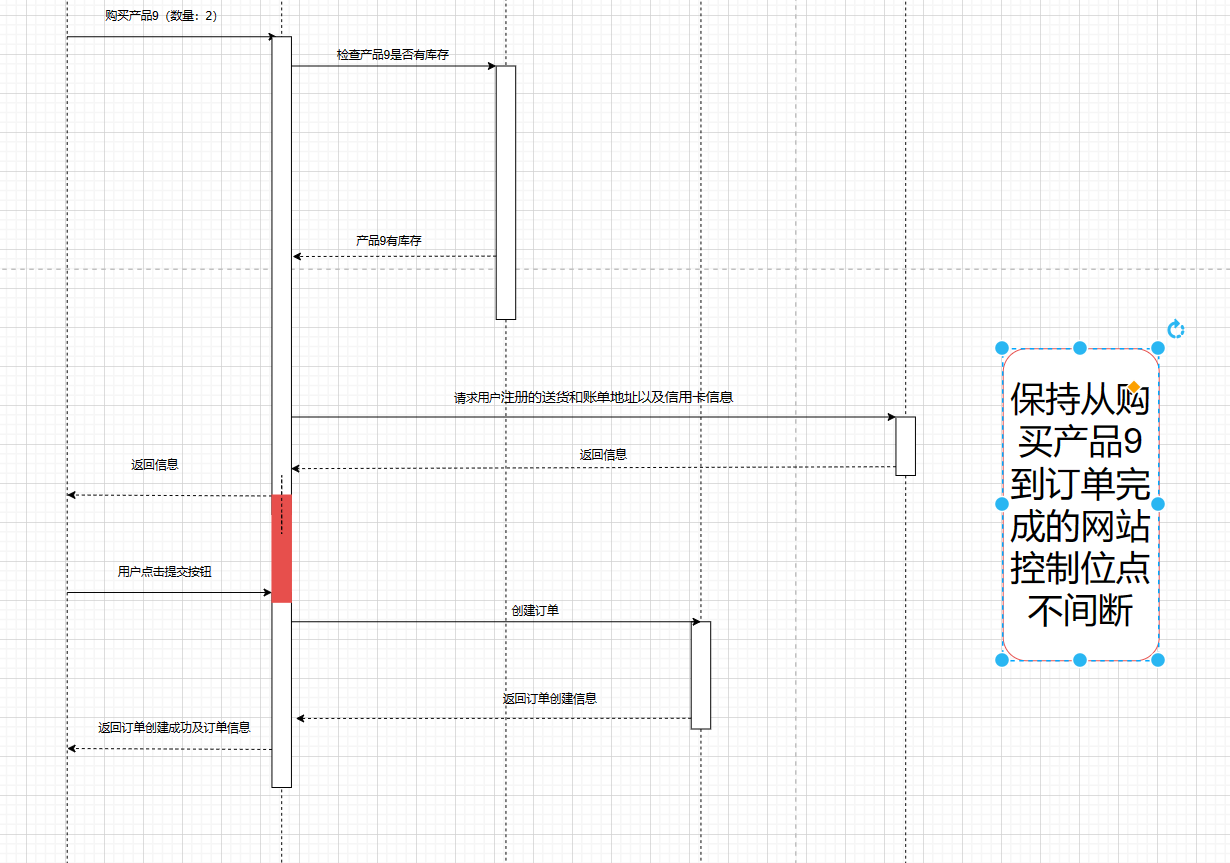 购买产品9（数量：2）
检查产品9是否有库存
产品9有库存
请求用户注册的送货和账单地址以及信用卡信息
返回信息
返回信息
用户点击提交按钮
创建订单
返回订单创建信息
返回订单创建成功及订单信息
保持从购
买产品9
到订单完
成的网站
控制位点
不间断